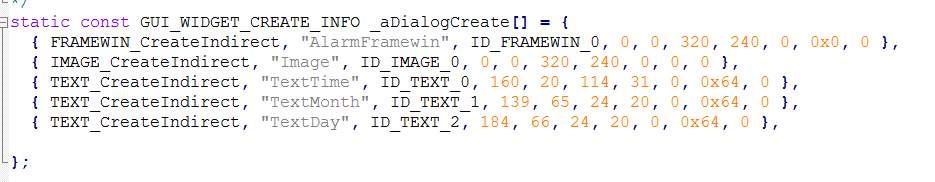 */
static const GUI_WIDGET_CREATE_INFO _aDialogCreate[] = {
{ FRAMEWIN_CreateIndirect, "AlarmFramewin", ID_FRAMEWIN_0, 0, 0, 320, 240, 0, 0x0, 0 },
{ IMAGE_CreateIndirect, "Image", ID_IMAGE_0, 0, 0, 320, 240, 0, 0, 0 },
{ TEXT_CreateIndirect, "TextTime", ID_TEXT_0, 160, 20, 114, 31, 0, 0x64, 0 },
{ TEXT_CreateIndirect, "TextMonth", ID_TEXT_1, 139, 65, 24, 20, 0, 0x64, 0 },
{ TEXT_CreateIndirect, "TextDay", ID_TEXT_2, 184, 66, 24, 20, 0, 0x64, 0 },
};